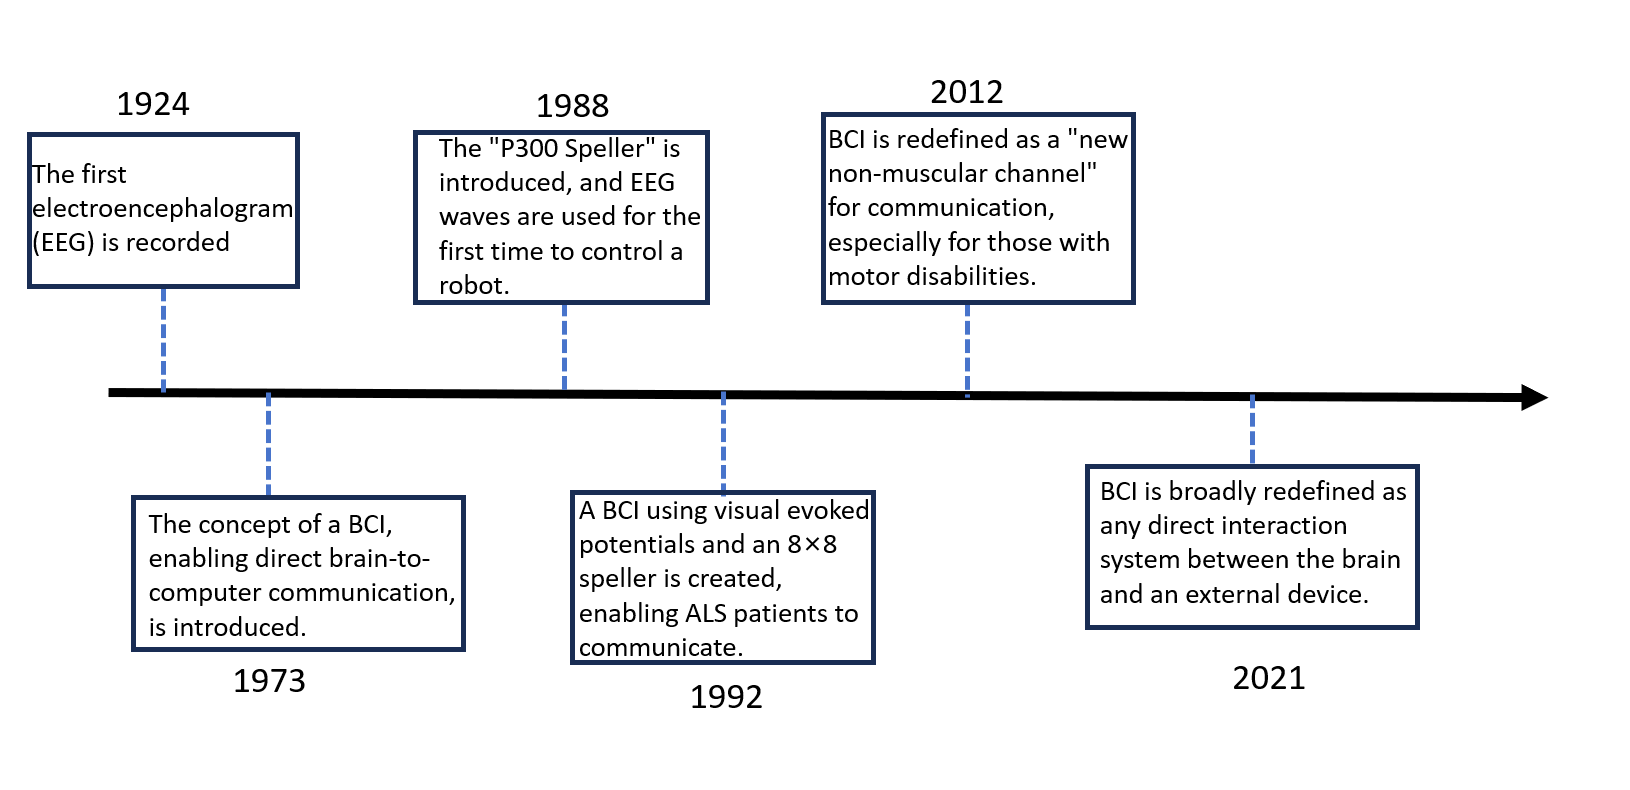 1924
The first
electroencephalogram
(EEG) is recorded
1988
The "P300 Speller" is
introduced, and EEG
waves are used for the
first time to control a
robot.
2012
BCI is redefined as a "new
non-muscular channel"
for communication,
especially for those with
motor disabilities.
The concept of a BCI,
enabling direct brain-to-
computer communication,
is introduced.
1973
A BCI using visual evoked
potentials and an 8×8
speller is created,
enabling ALS patients to
communicate.
1992
BCI is broadly redefined as
any direct interaction
system between the brain
and an external device.
2021